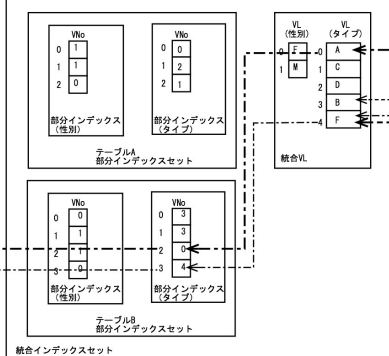 VNo
0 1
1 1
2 0
部分インデックス
(性別)
VNo
0 0
1 2
2 1
部分インデックス
(タイプ)
テーブルA
部分インデックスセット
VL
(性別)
0 F
1 M
VL
(タイプ)
0 A
1 C
2 D
3 B
4 F
統合VL
VNo
0 0
1 1
2 1
3 0
部分インデックス
(性別)
VNo
0 3
1 3
2 0
3 4
部分インデックス
(タイプ)
テーブルB
部分インデックスセット
統合インデックスセット